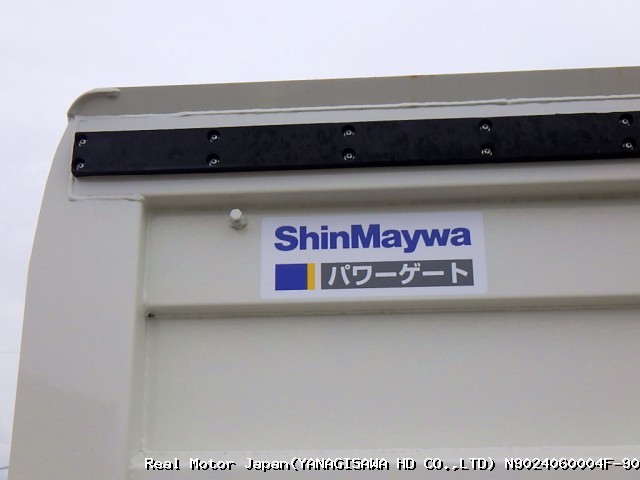 ShinMaywa
パワーゲート
Real Motor Japan(YANAGISAWA HD CO.,LTD) N9024060004F-90